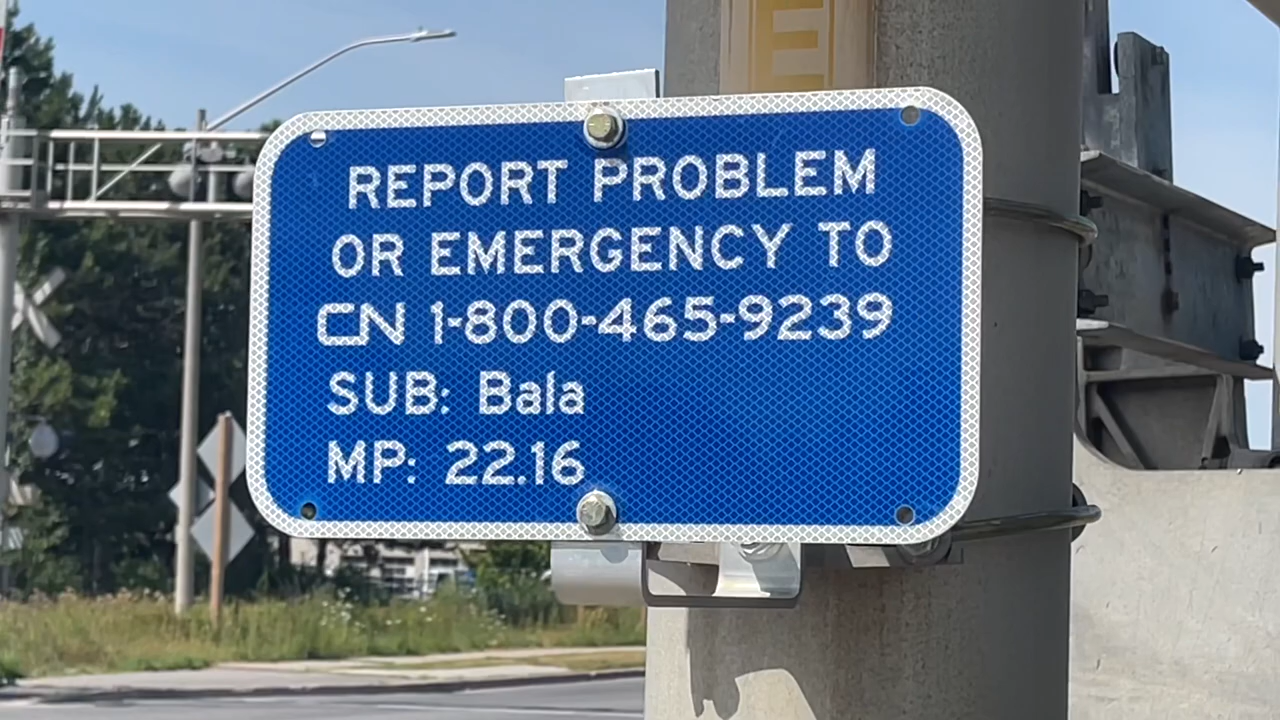 E
REPORT PROBLEM
OR EMERGENCY TO
CN 1-800-465-9239
SUB: Bala
MP: 22.16